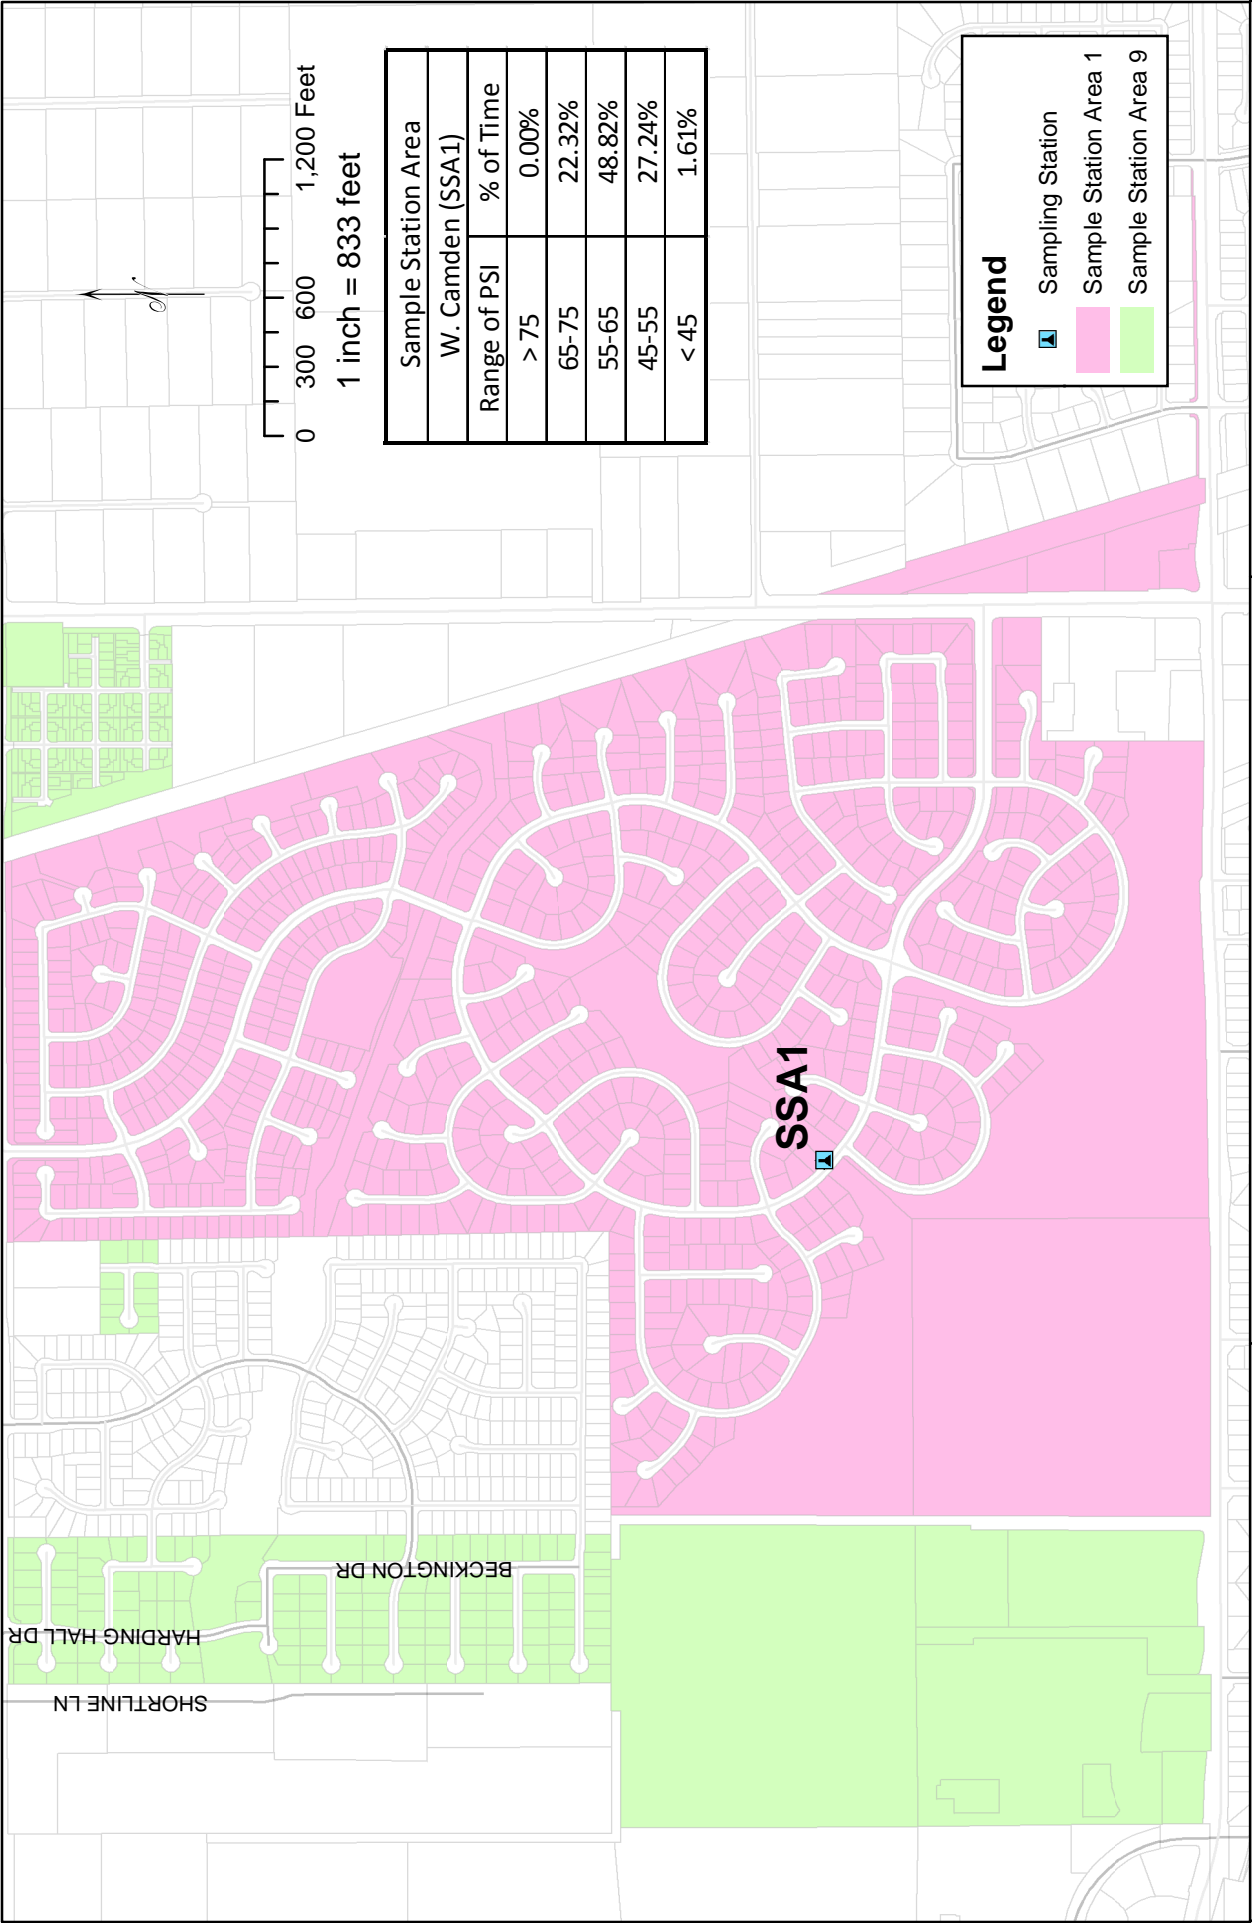 0 300 600 1,200 Feet
1 inch = 833 feet
Sample Station Area
W. Camden (SSA1)
Range of PSI % of Time
> 75 0.00%
65-75 22.32%
55-65 48.82%
45-55 27.24%
< 45 1.61%
Legend
Sampling Station
Sample Station Area 1
Sample Station Area 9
SSA1
BECKINGTON DR
HARDING HALL DR
SHORTLINE LN